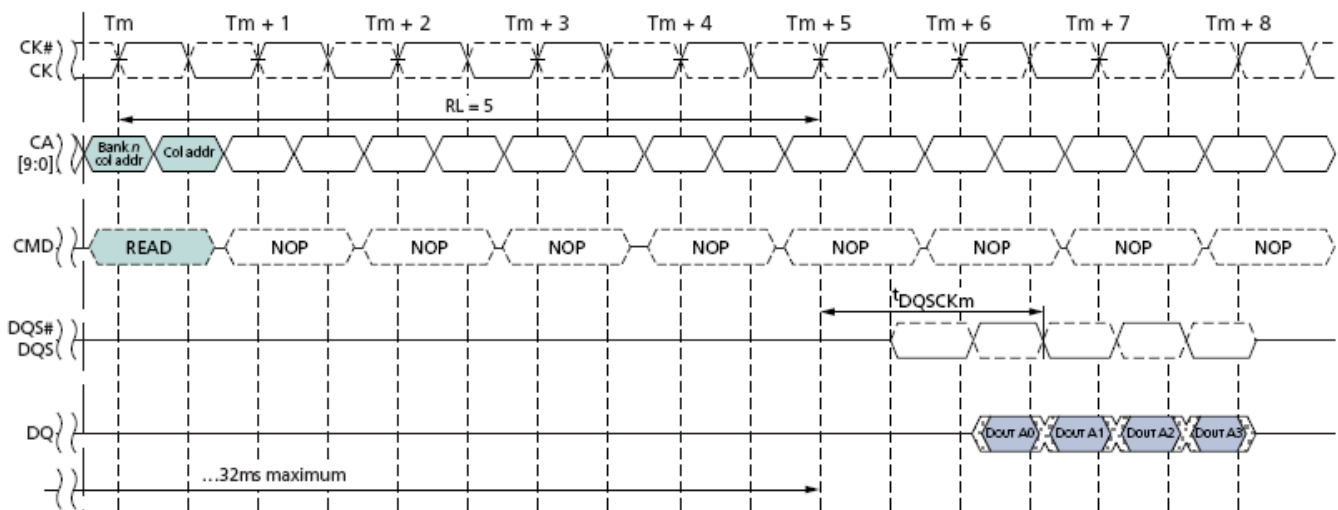 Tm Tm + 1 Tm + 2 Tm + 3 Tm + 4 Tm + 5 Tm + 6 Tm + 7 Tm + 8
CK#
CK
RL = 5
CA
[9:0]
Bank n
col addr
Col addr
CMD READ NOP NOP NOP NOP NOP NOP NOP NOP
tDQSCKm
DQS#
DQS
DQ DOUT A0 DOUT A1 DOUT A2 DOUT A3
...32ms maximum